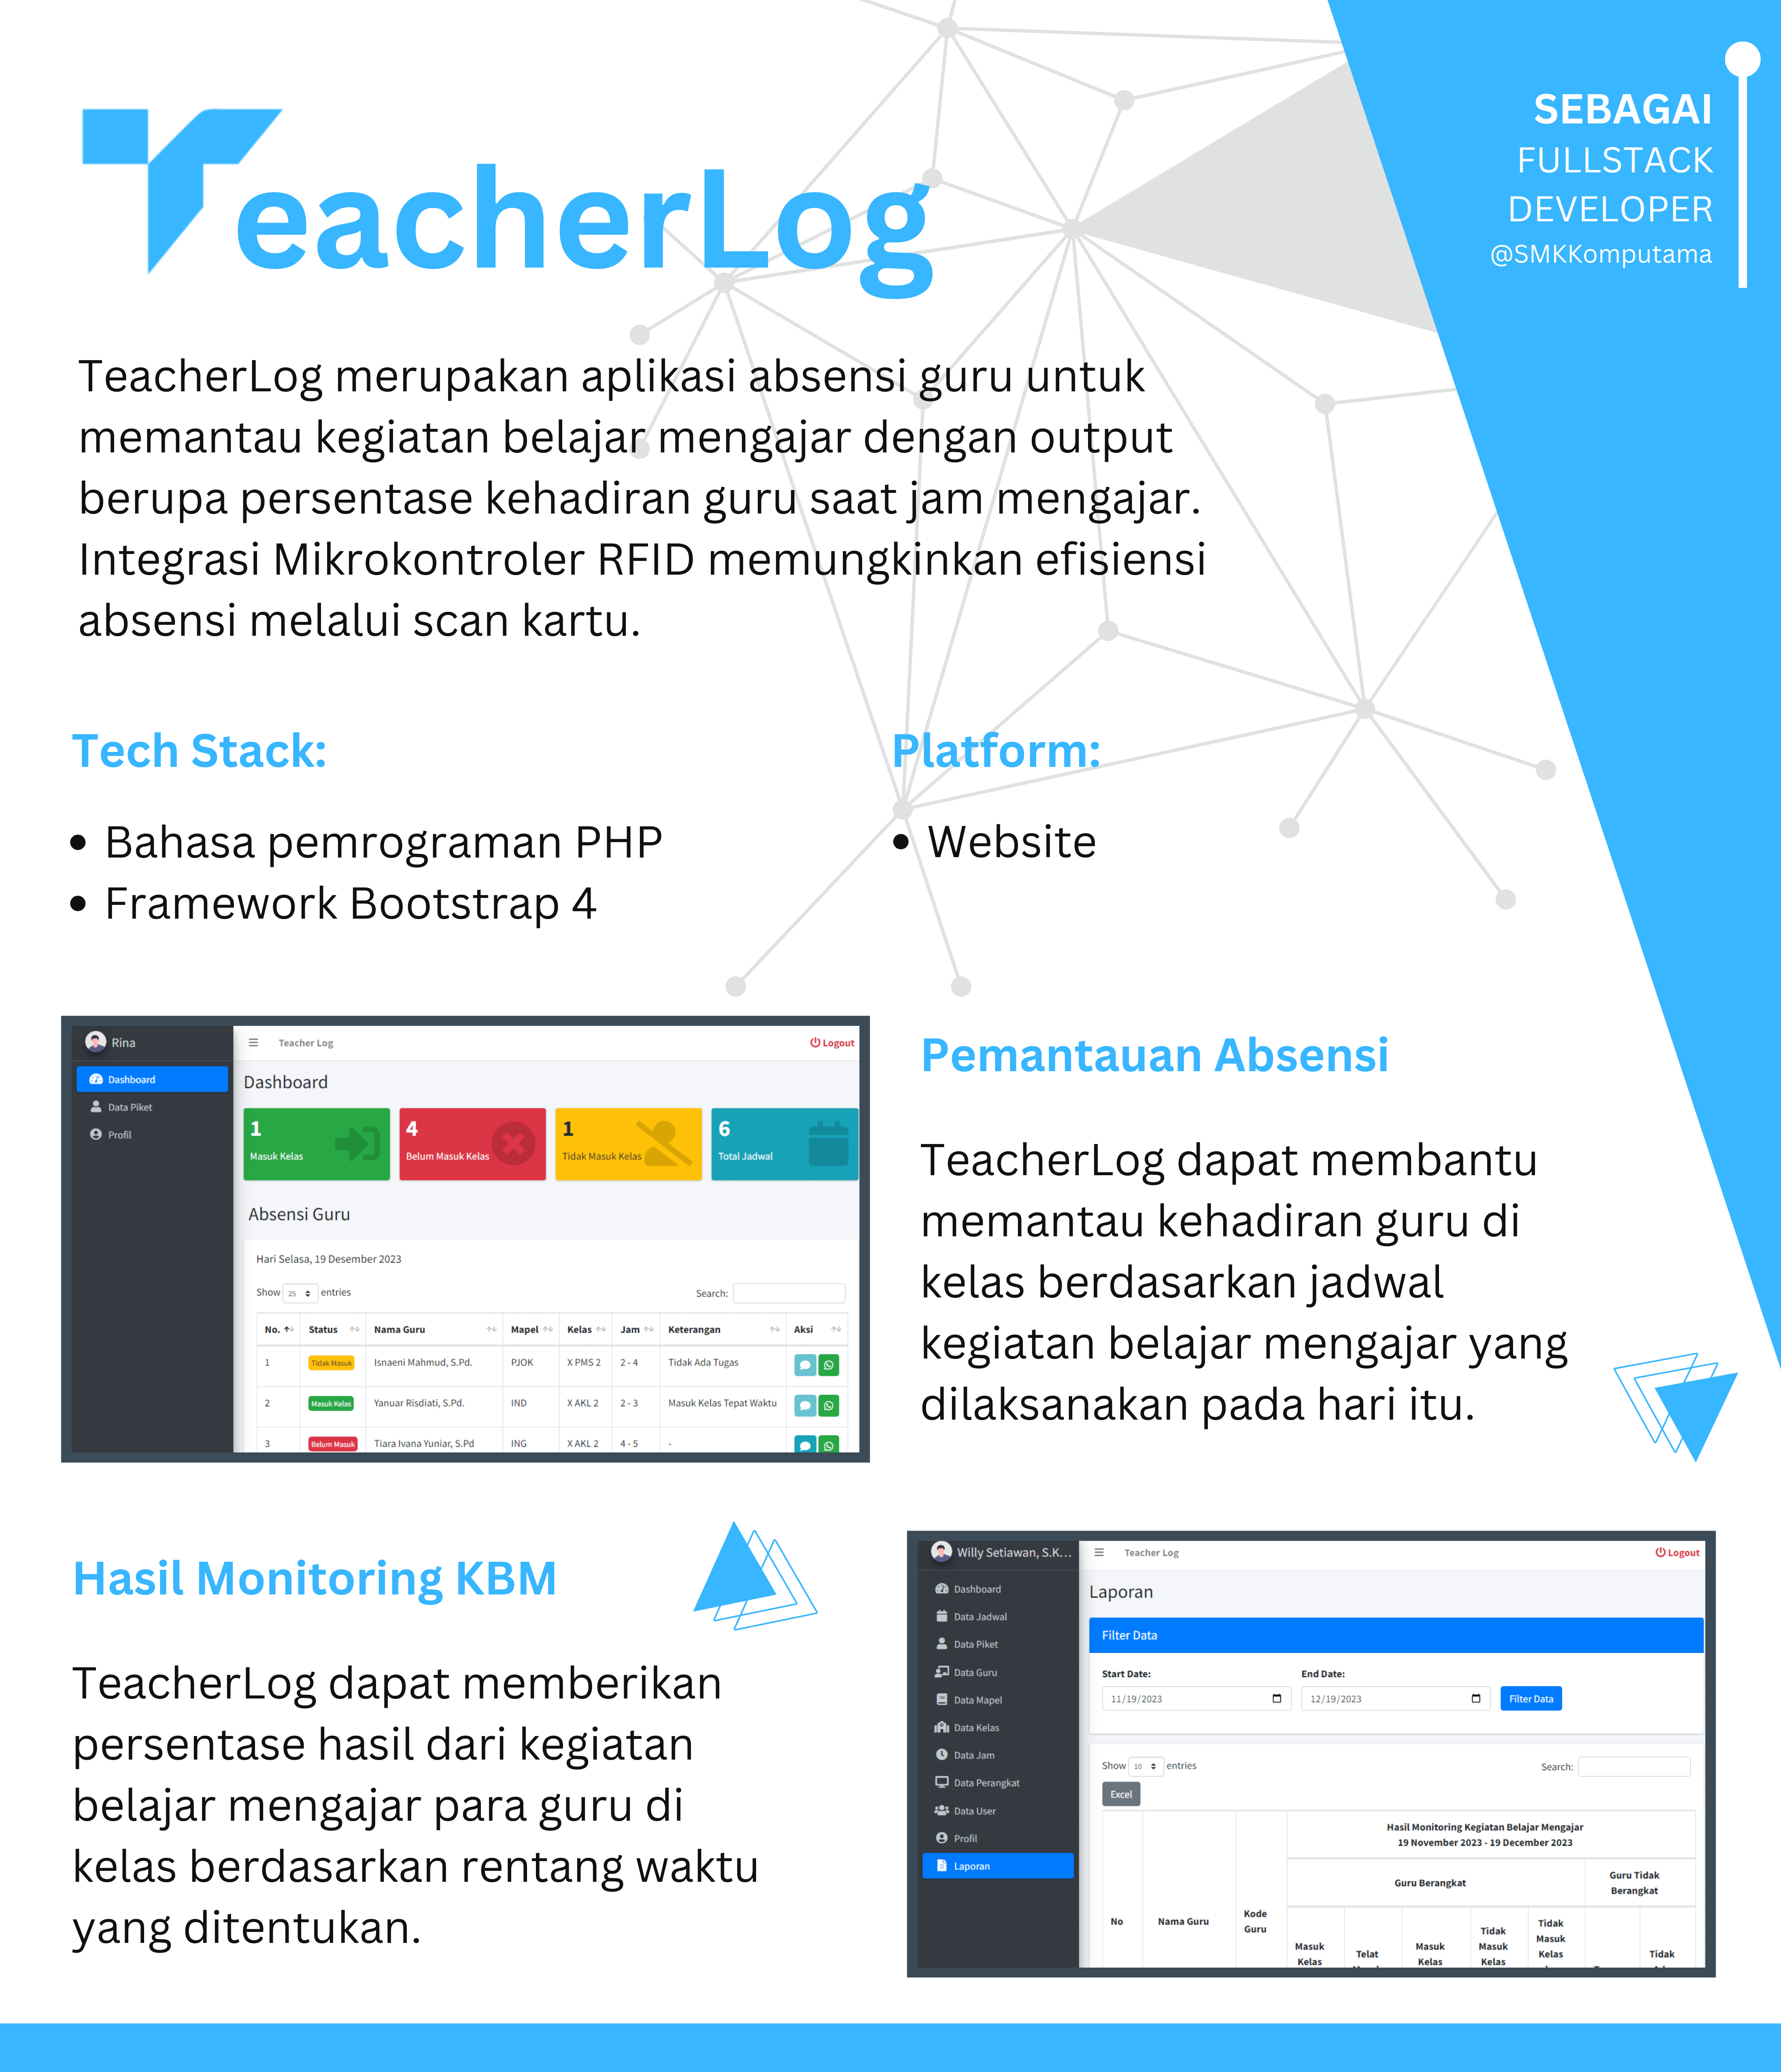 TeacherLog
SEBAGAI
FULLSTACK
DEVELOPER
@SMKKomputama
TeacherLog merupakan aplikasi absensi guru untuk
memantau kegiatan belajar mengajar dengan output
berupa persentase kehadiran guru saat jam mengajar.
Integrasi Mikrokontroler RFID memungkinkan efisiensi
absensi melalui scan kartu.
Tech Stack:
• Bahasa pemrograman PHP
• Framework Bootstrap 4
Platform:
• Website
Rina
Dashboard
Data Piket
Profil
Teacher Log
Logout
Dashboard
1
Masuk Kelas
4
Belum Masuk Kelas
1
Tidak Masuk Kelas
6
Total Jadwal
Absensi Guru
Hari Selasa, 19 Desember 2023
Show 25 entries
Search:
No. Status Nama Guru Mapel Kelas Jam Keterangan Aksi
1 Tidak Masuk Isnaeni Mahmud, S.Pd. PJOK X PMS 2 2 - 4 Tidak Ada Tugas
2 Masuk Kelas Yanuar Risdiati, S.Pd. IND X AKL 2 2 - 3 Masuk Kelas Tepat Waktu
3 Belum Masuk Tiara Ivana Yuniar, S.Pd ING X AKL 2 4 - 5 -
Pemantauan Absensi
TeacherLog dapat membantu
memantau kehadiran guru di
kelas berdasarkan jadwal
kegiatan belajar mengajar yang
dilaksanakan pada hari itu.
Hasil Monitoring KBM
TeacherLog dapat memberikan
persentase hasil dari kegiatan
belajar mengajar para guru di
kelas berdasarkan rentang waktu
yang ditentukan.
Willy Setiawan, S.K...
Dashboard
Data Jadwal
Data Piket
Data Guru
Data Mapel
Data Kelas
Data Jam
Data Perangkat
Data User
Profil
Laporan
Teacher Log
Logout
Laporan
Filter Data
Start Date:
End Date:
11/19/2023
12/19/2023
Filter Data
Show 10 entries
Search:
Excel
Hasil Monitoring Kegiatan Belajar Mengajar
19 November 2023 - 19 December 2023
Guru Berangkat
Guru Tidak
Berangkat
No
Nama Guru
Kode
Guru
Masuk
Kelas
Telat
Masuk
Kelas
Tidak
Masuk
Kelas
Tidak
Masuk
Kelas
Tidak